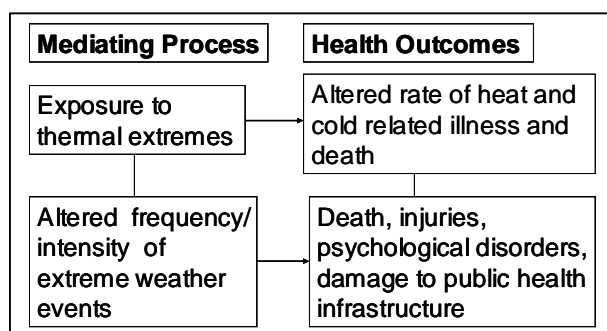 Mediating Process
Health Outcomes
Exposure to
thermal extremes
Altered rate of heat and
cold related illness and
death
Altered frequency/
intensity of
extreme weather
events
Death, injuries,
psychological disorders,
damage to public health
infrastructure